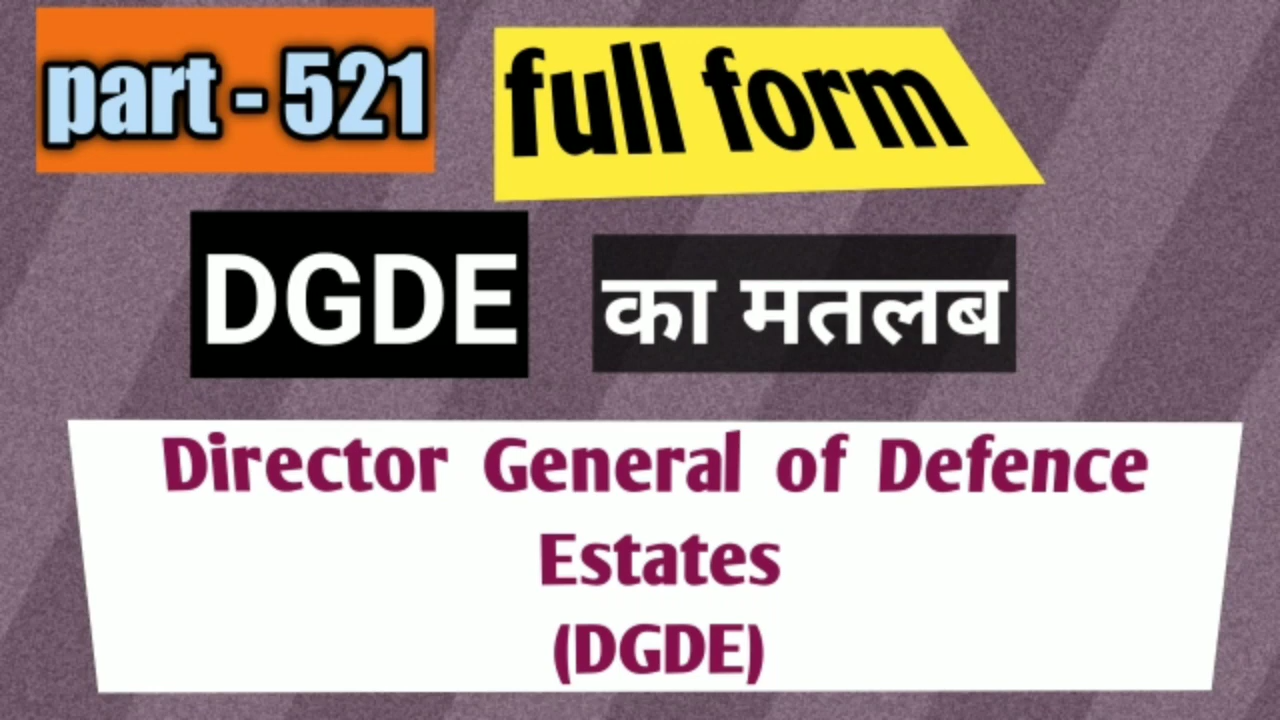 part - 521
full form
DGDE का मतलब
Director General of Defence
Estates
(DGDE)